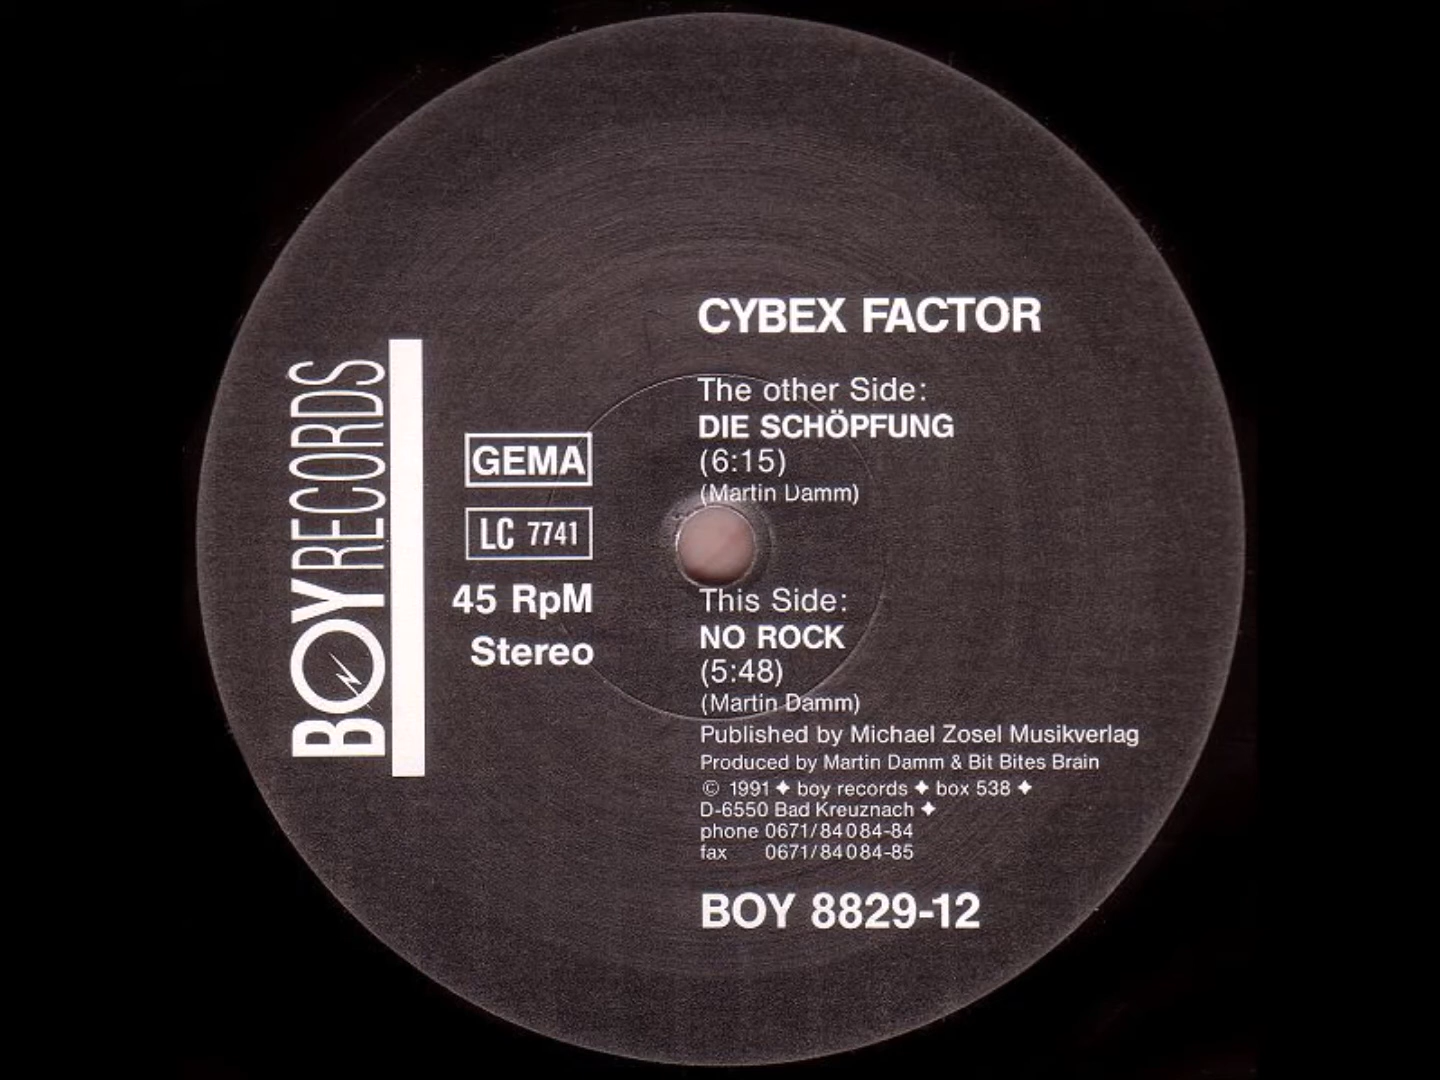 BOY RECORDS
GEMA
LC 7741
45 RpM
Stereo
CYBEX FACTOR
The other Side:
DIE SCHÖPFUNG
(6:15)
(Martin Damm)
This Side:
NO ROCK
(5:48)
(Martin Damm)
Published by Michael Zosel Musikverlag
Produced by Martin Damm & Bit Bites Brain
© 1991 ✦ boy records ✦ box 538 ✦
D-6550 Bad Kreuznach ✦
phone 0671/84084-84
fax 0671/84084-85
BOY 8829-12